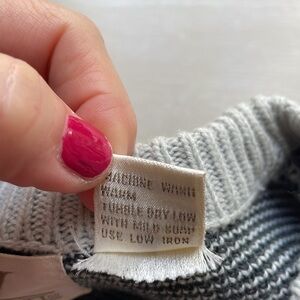 MACHINE WASH
WARM
TUMBLE DRY LOW
WITH MILD SOAP
USE LOW IRON